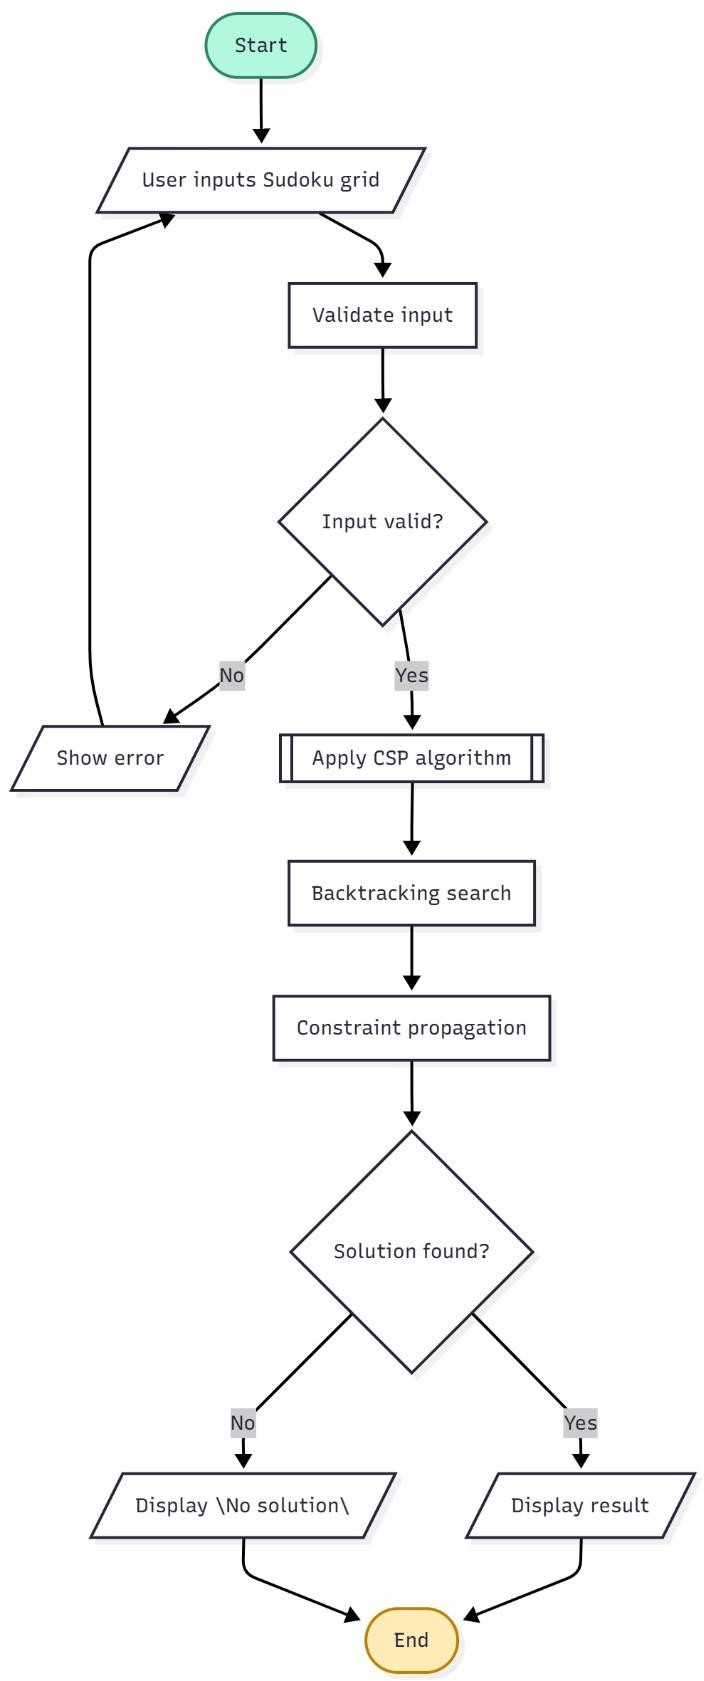 Start
User inputs Sudoku grid
Validate input
Input valid?
No
Yes
Show error
Apply CSP algorithm
Backtracking search
Constraint propagation
Solution found?
No
Yes
Display \No solution\
Display result
End